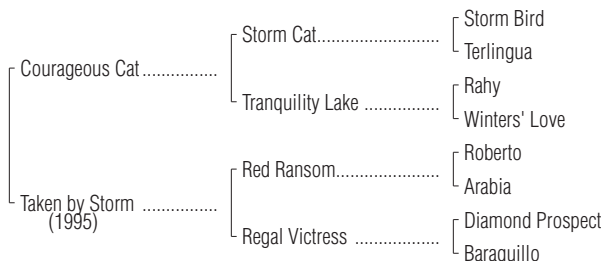 Storm Bird
Storm Cat........................
Terlingua
Courageous Cat ...............
Rahy
Tranquility Lake ...............
Winters' Love
Roberto
Red Ransom.....................
Arabia
Taken by Storm ...............
(1995)
Diamond Prospect
Regal Victress .................
Baraquillo